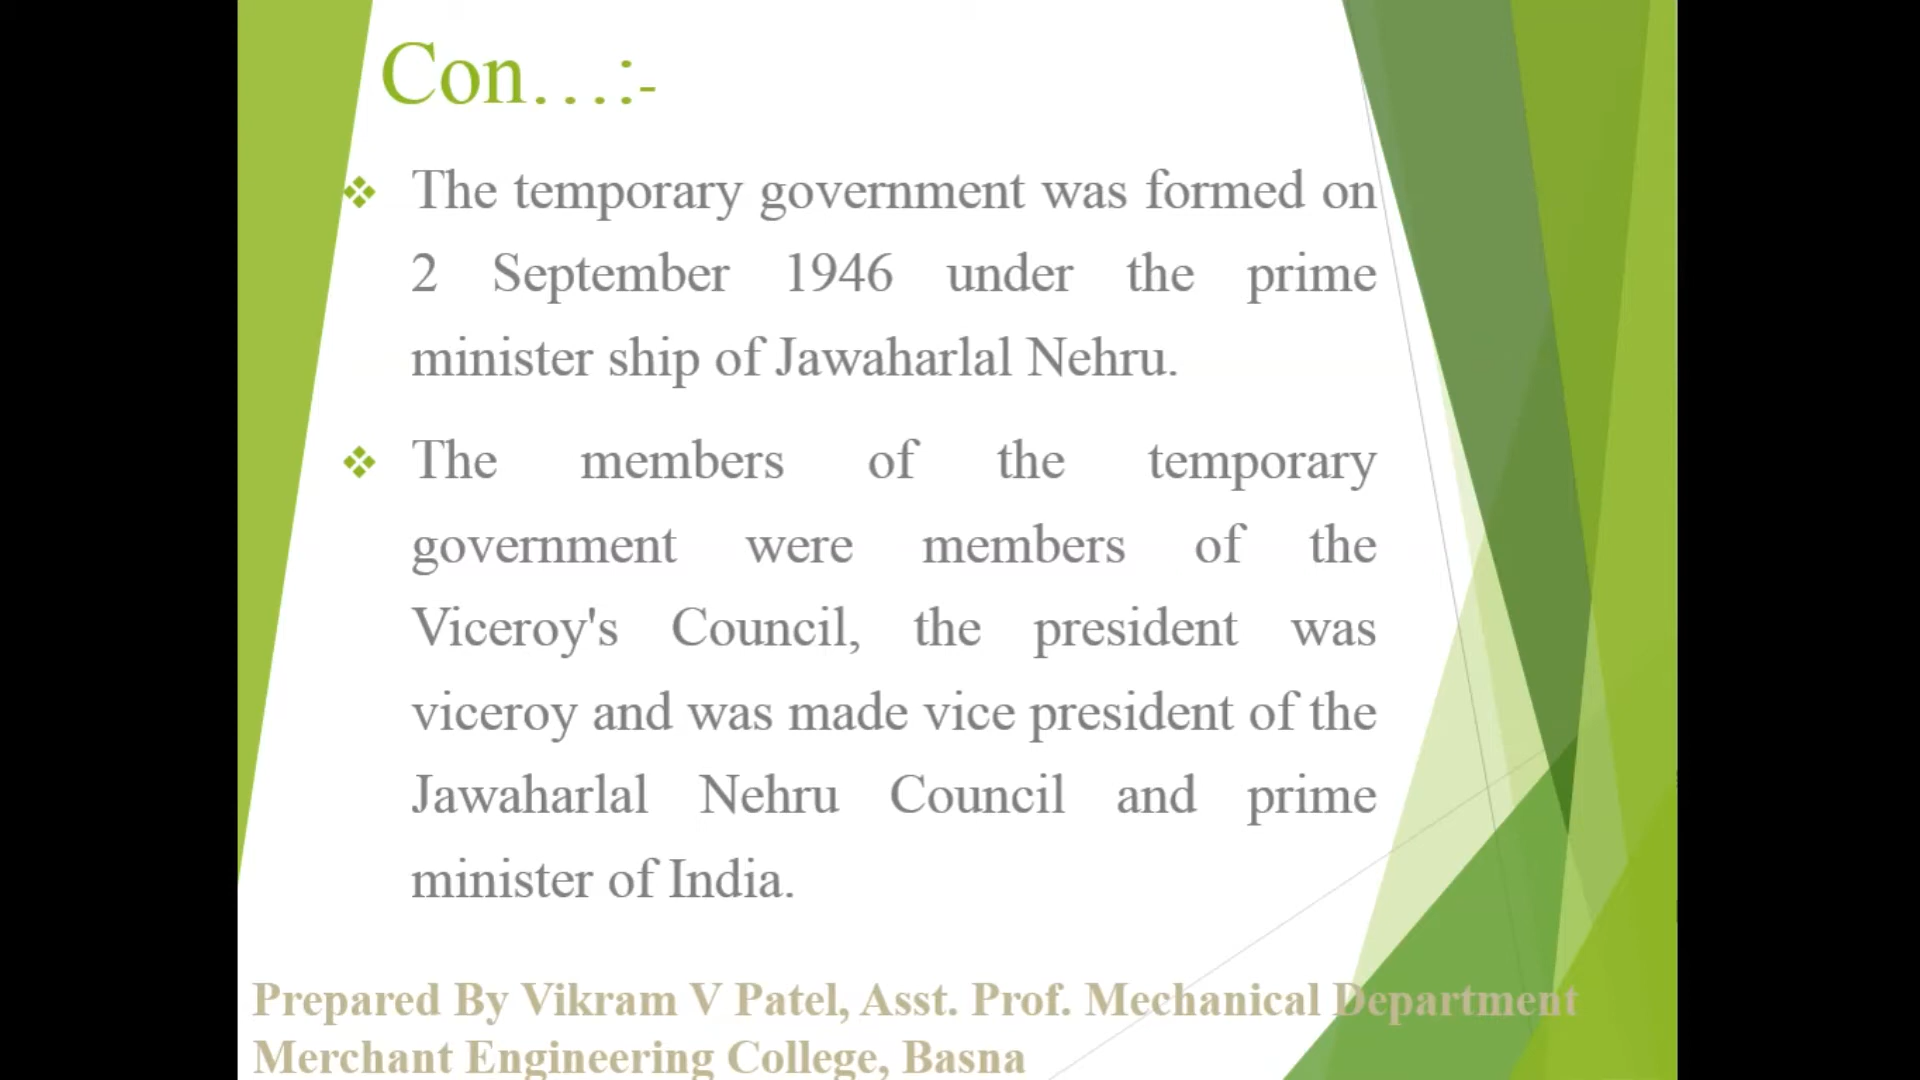 Con….:-
The temporary government was formed on
2 September 1946 under the prime
minister ship of Jawaharlal Nehru.
The members of the temporary
government were members of the
Viceroy's Council, the president was
viceroy and was made vice president of the
Jawaharlal Nehru Council and prime
minister of India.
Prepared By Vikram V Patel, Asst. Prof. Mechanical Department
Merchant Engineering College, Basna